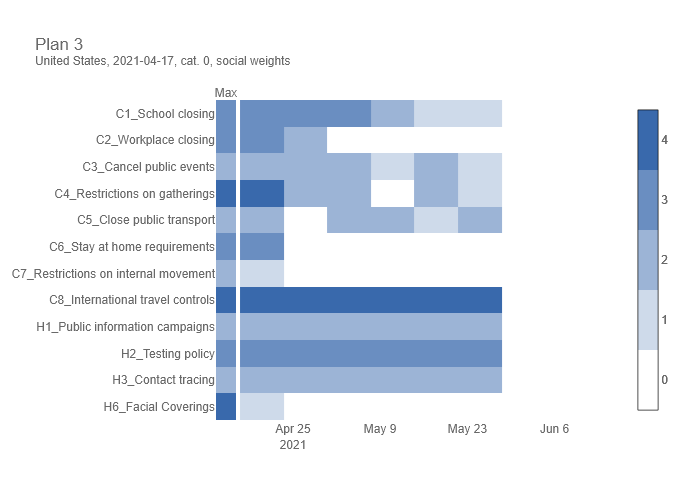 Plan 3
United States, 2021-04-17, cat. 0, social weights
Max
C1_School closing
C2_Workplace closing
C3_Cancel public events
C4_Restrictions on gatherings
C5_Close public transport
C6_Stay at home requirements
C7_Restrictions on internal movement
C8_International travel controls
H1_Public information campaigns
H2_Testing policy
H3_Contact tracing
H6_Facial Coverings
Apr 25 May 9 May 23 Jun 6
2021
4
3
2
1
0